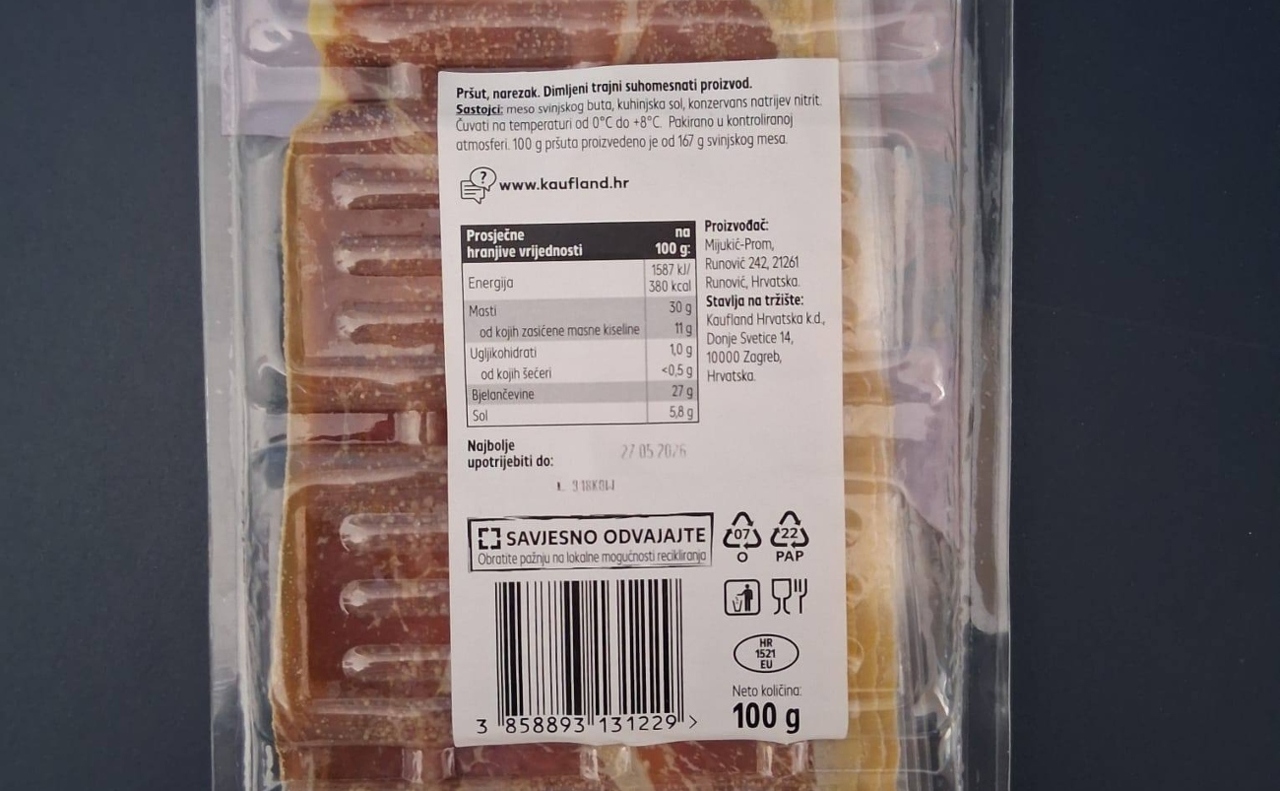 Pršut, narezak. Dimljeni trajni suhomesnati proizvod.
Sastojci: meso svinjskog buta, kuhinjska sol, konzervans natrijev nitrit.
Čuvati na temperaturi od 0°C do +8°C. Pakirano u kontroliranoj
atmosferi. 100 g pršuta proizvedeno je od 167 g svinjskog mesa.
?
www.kaufland.hr
Prosječne na
hranjive vrijednosti 100 g:
Energija 1587 kJ/
380 kcal
Masti 30 g
od kojih zasićene masne kiseline 11 g
Ugljikohidrati 1,0 g
od kojih šećeri <0,5 g
Bjelančevine 27 g
Sol 5,8 g
Proizvođač:
Mijukić-Prom,
Runović 242, 21261
Runović, Hrvatska.
Stavlja na tržište:
Kaufland Hrvatska k.d.,
Donje Svetice 14,
10000 Zagreb,
Hrvatska.
Najbolje
upotrijebiti do:
27 05 2026
SAVJESNO ODVAJAJTE
Obratite pažnju na lokalne mogućnosti recikliranja
07 22
O PAP
HR
1521
EU
Neto količina:
100 g
3 858893 131229 >